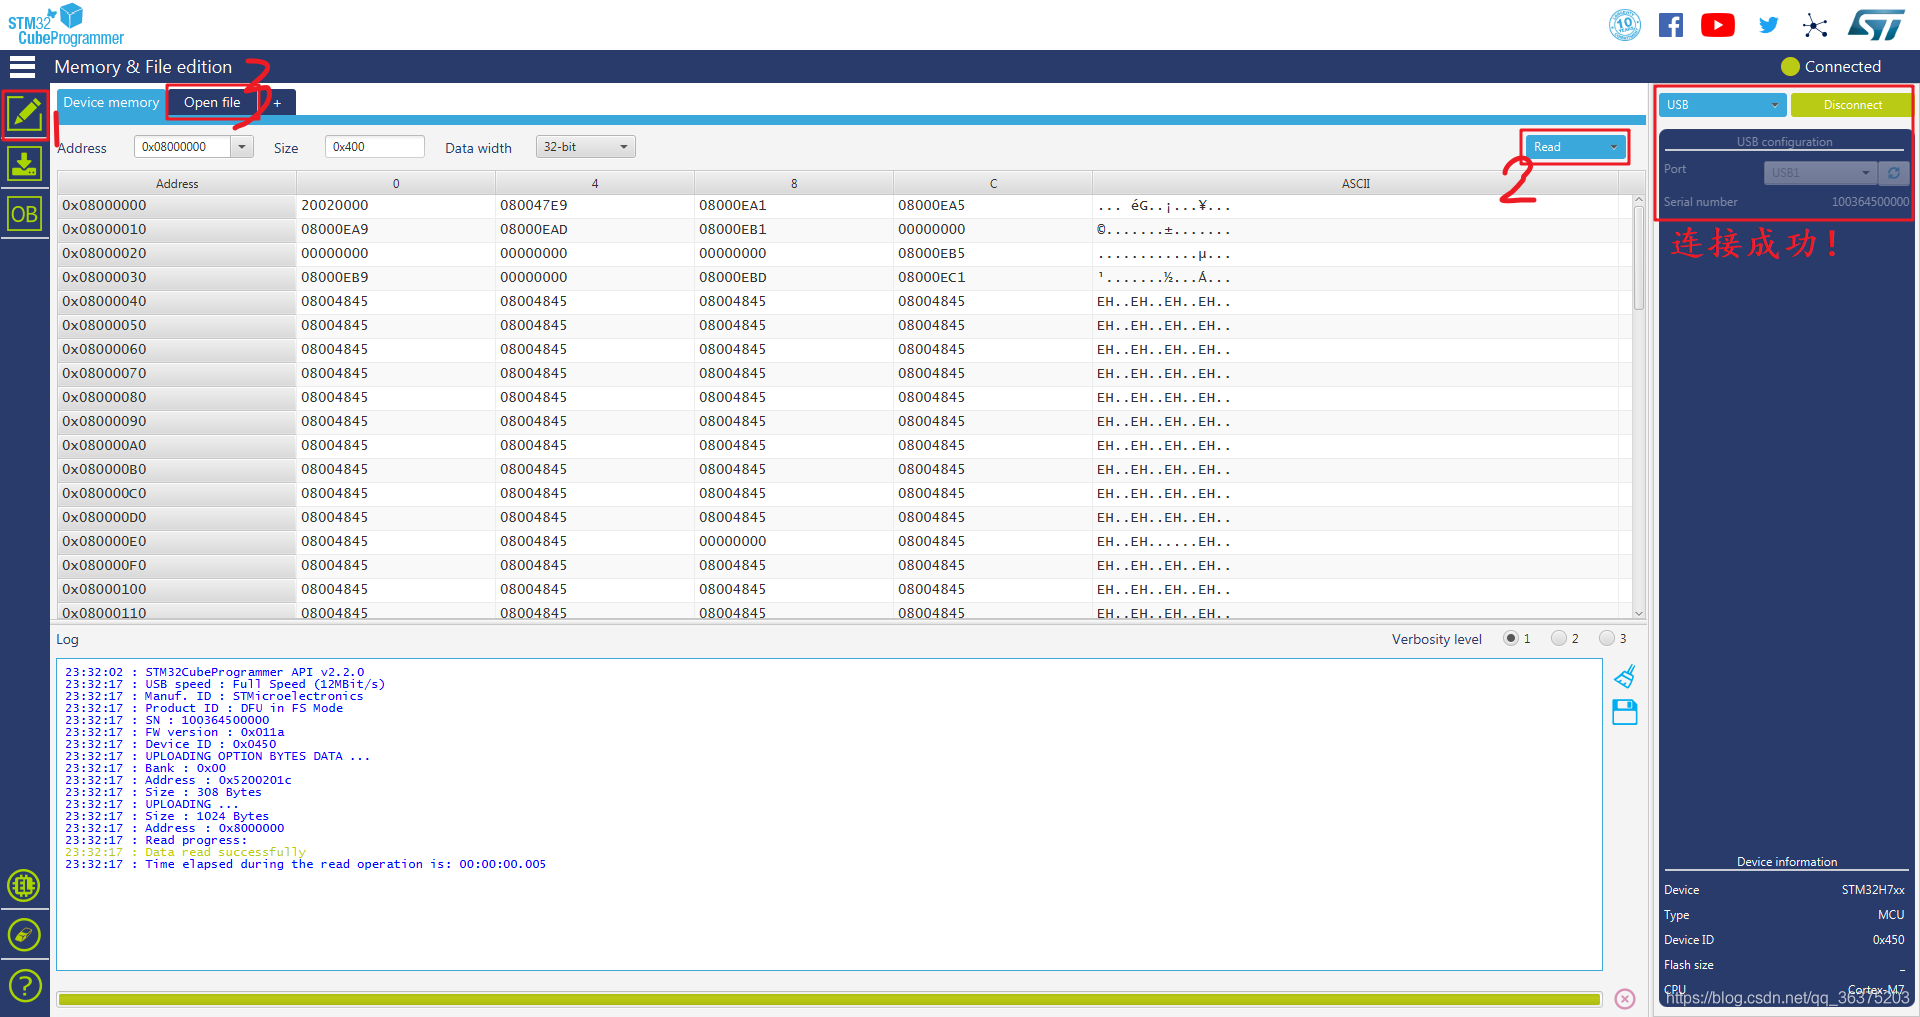 STM32
CubeProgrammer
10 YEARS
ST
Memory & File edition
3
Connected
1
Device memory
Open file
+
USB
Disconnect
Address
0x08000000
Size
0x400
Data width
32-bit
Read
2
USB configuration
Port
USB1
Serial number
100364500000
连接成功！
OB
Address 0 4 8 C ASCII
0x08000000 20020000 080047E9 08000EA1 08000EA5 ... éG..¡...¥...
0x08000010 08000EA9 08000EAD 08000EB1 00000000 ©.......±.......
0x08000020 00000000 00000000 00000000 08000EB5 ............µ...
0x08000030 08000EB9 00000000 08000EBD 08000EC1 ¹.......½...Á...
0x08000040 08004845 08004845 08004845 08004845 EH..EH..EH..EH..
0x08000050 08004845 08004845 08004845 08004845 EH..EH..EH..EH..
0x08000060 08004845 08004845 08004845 08004845 EH..EH..EH..EH..
0x08000070 08004845 08004845 08004845 08004845 EH..EH..EH..EH..
0x08000080 08004845 08004845 08004845 08004845 EH..EH..EH..EH..
0x08000090 08004845 08004845 08004845 08004845 EH..EH..EH..EH..
0x080000A0 08004845 08004845 08004845 08004845 EH..EH..EH..EH..
0x080000B0 08004845 08004845 08004845 08004845 EH..EH..EH..EH..
0x080000C0 08004845 08004845 08004845 08004845 EH..EH..EH..EH..
0x080000D0 08004845 08004845 08004845 08004845 EH..EH..EH..EH..
0x080000E0 08004845 08004845 00000000 08004845 EH..EH......EH..
0x080000F0 08004845 08004845 08004845 08004845 EH..EH..EH..EH..
0x08000100 08004845 08004845 08004845 08004845 EH..EH..EH..EH..
0x08000110 08004845 08004845 08004845 08004845 EH..EH..EH..EH..
Log
Verbosity level 1 2 3
23:32:02 : STM32CubeProgrammer API v2.2.0
23:32:17 : USB speed : Full Speed (12MBit/s)
23:32:17 : Manuf. ID : STMicroelectronics
23:32:17 : Product ID : DFU in FS Mode
23:32:17 : SN : 100364500000
23:32:17 : FW version : 0x011a
23:32:17 : Device ID : 0x0450
23:32:17 : UPLOADING OPTION BYTES DATA ...
23:32:17 : Bank : 0x00
23:32:17 : Address : 0x5200201c
23:32:17 : Size : 308 Bytes
23:32:17 : UPLOADING ...
23:32:17 : Size : 1024 Bytes
23:32:17 : Address : 0x8000000
23:32:17 : Read progress:
23:32:17 : Data read successfully
23:32:17 : Time elapsed during the read operation is: 00:00:00.005
EL
?
Device information
Device STM32H7xx
Type MCU
Device ID 0x450
Flash size _
CPU Cortex-M7
https://blog.csdn.net/qq_36375203